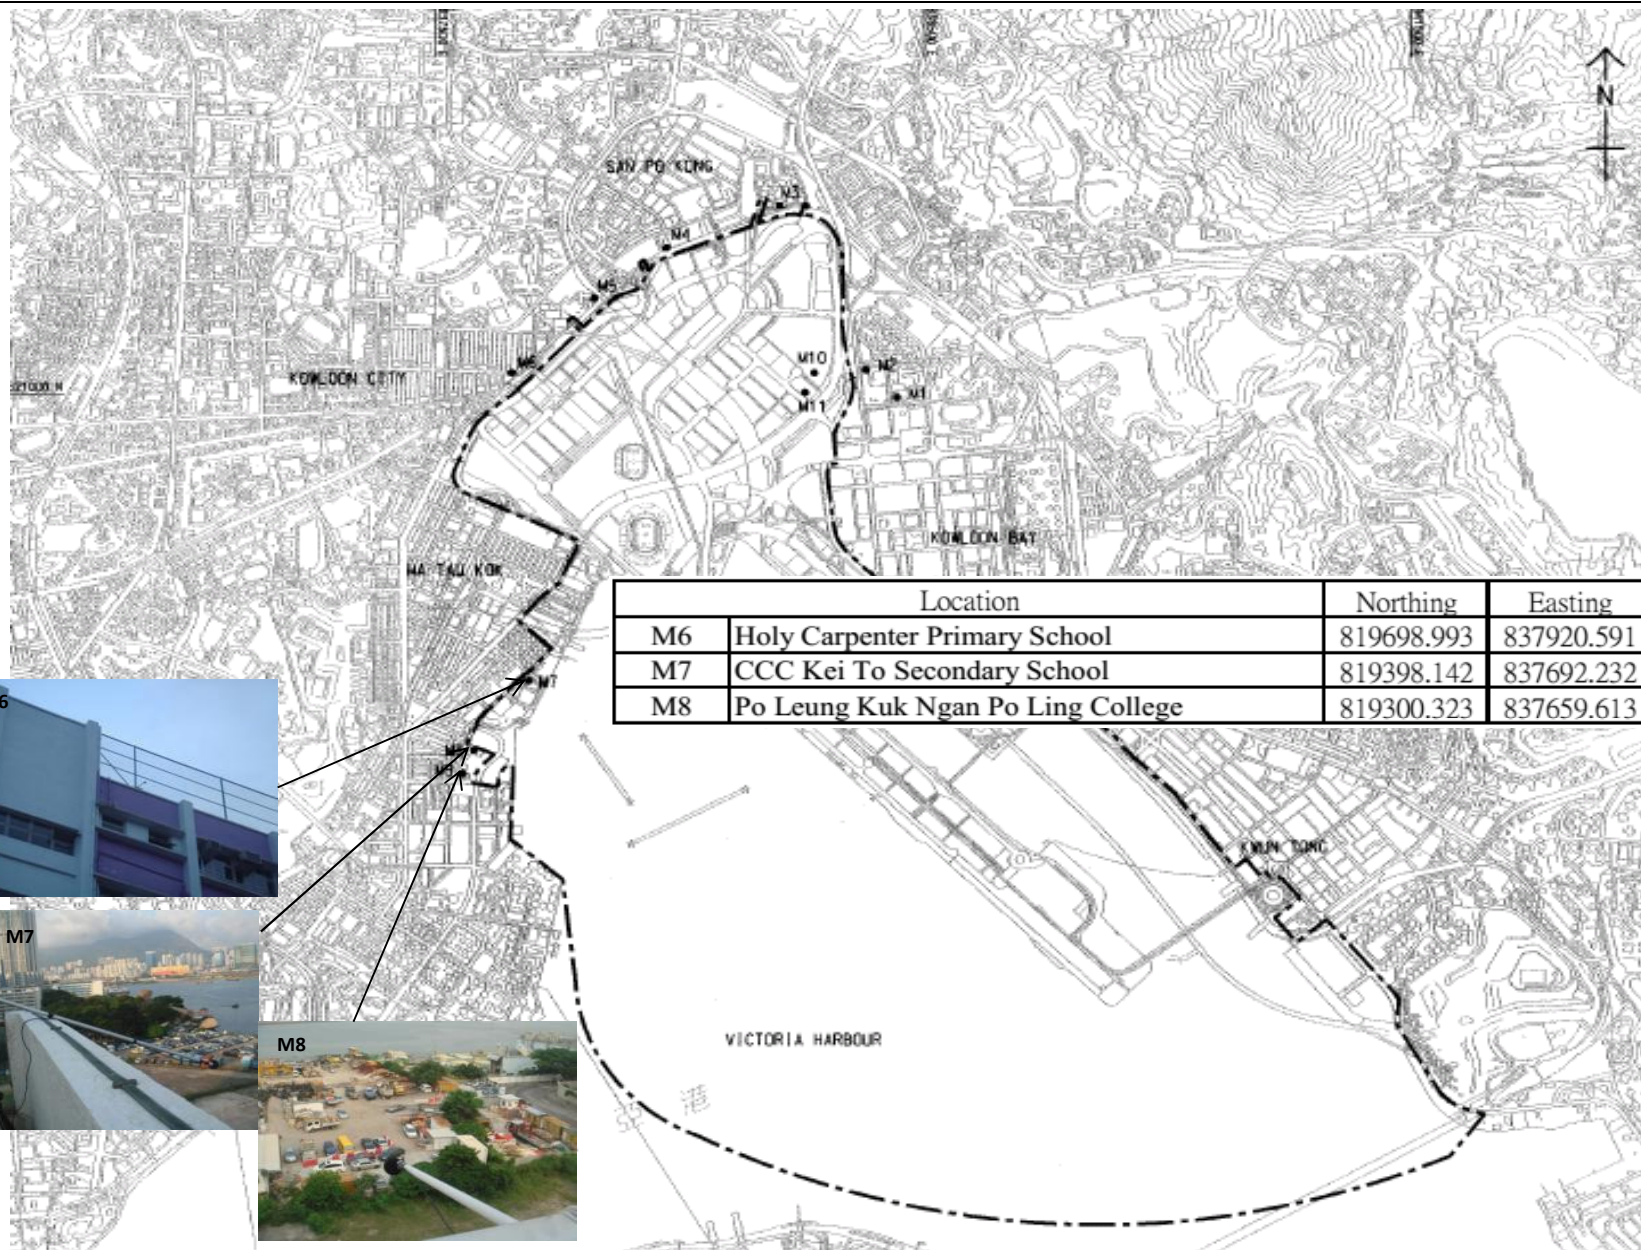 N
SAN PO KONG
M3
M4
M5
M6
KOWLOON CITY
M10
M2
M11
M1
KOWLOON BAY
MA TAU KOK
Location Northing Easting
M6 Holy Carpenter Primary School 819698.993 837920.591
M7 CCC Kei To Secondary School 819398.142 837692.232
M8 Po Leung Kuk Ngan Po Ling College 819300.323 837659.613
M7
6
KWUN TONG
M7
M8
VICTORIA HARBOUR
港